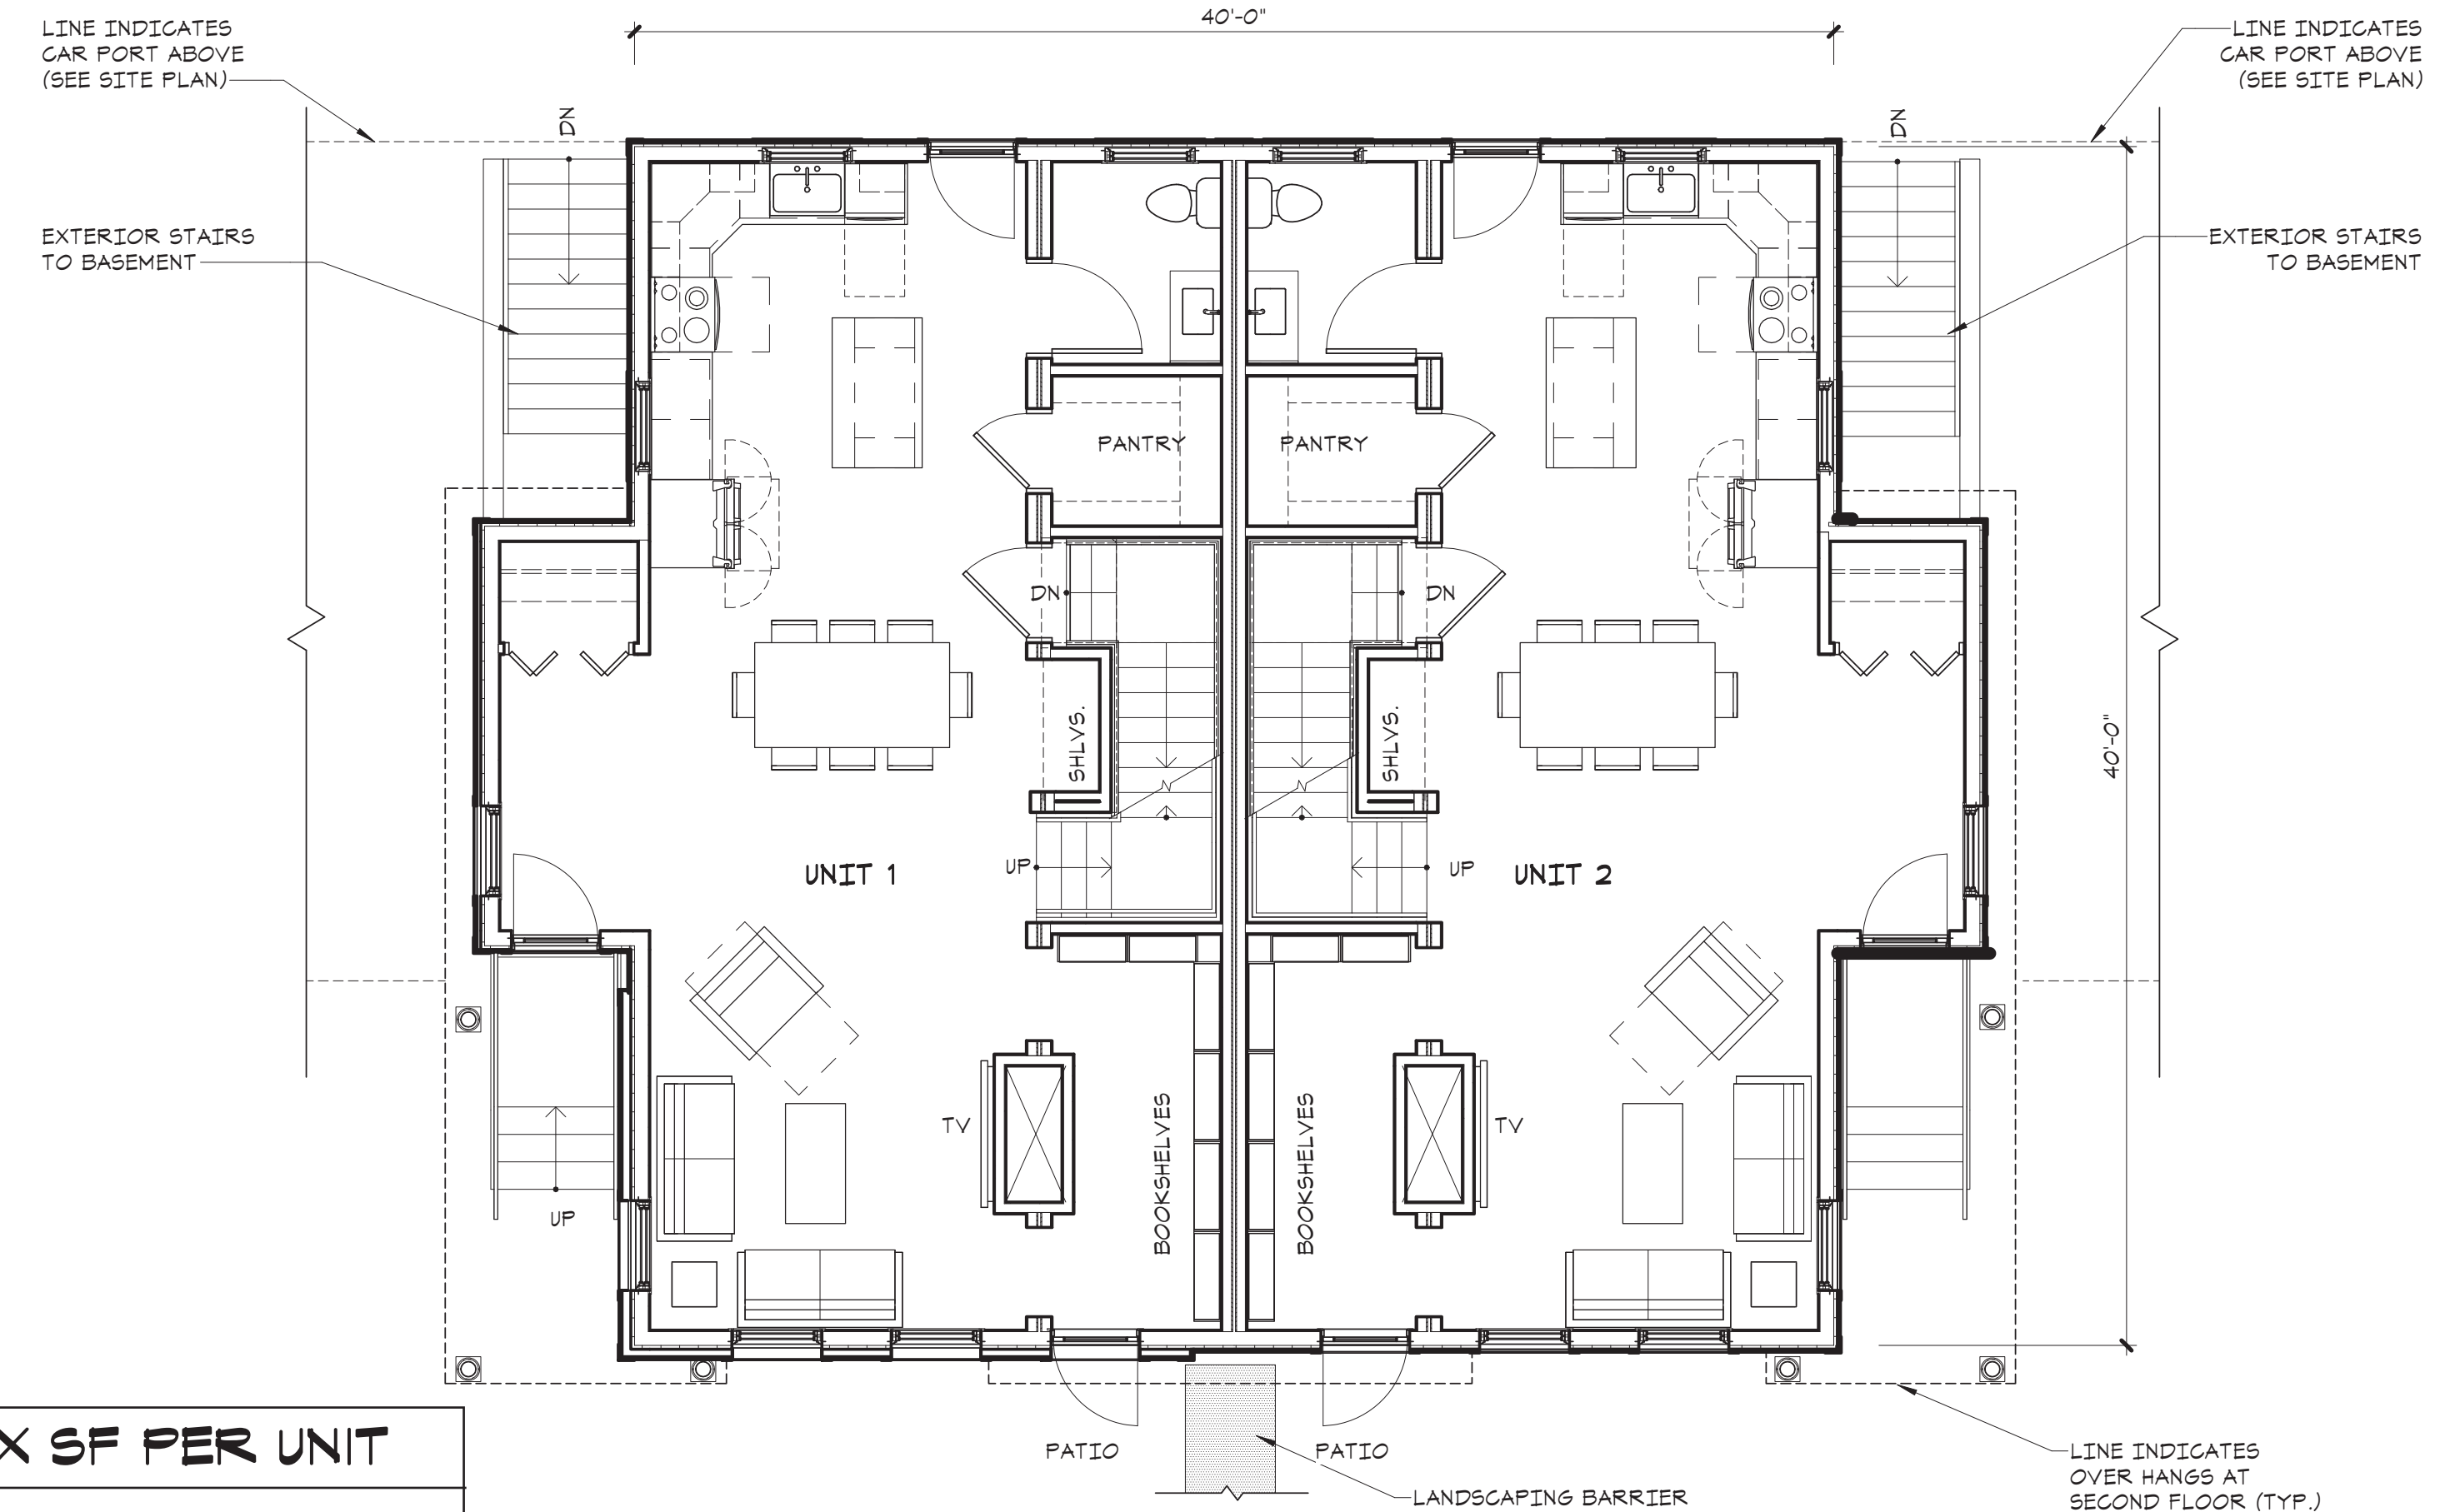 40'-0"
LINE INDICATES
CAR PORT ABOVE
(SEE SITE PLAN)
LINE INDICATES
CAR PORT ABOVE
(SEE SITE PLAN)
DN
DN
EXTERIOR STAIRS
TO BASEMENT
EXTERIOR STAIRS
TO BASEMENT
PANTRY
PANTRY
DN
DN
SHLVS.
SHLVS.
40'-0"
UNIT 1
UP
UP
UNIT 2
TV
BOOKSHELVES
BOOKSHELVES
TV
UP
X SF PER UNIT
PATIO
PATIO
LANDSCAPING BARRIER
LINE INDICATES
OVER HANGS AT
SECOND FLOOR (TYP.)